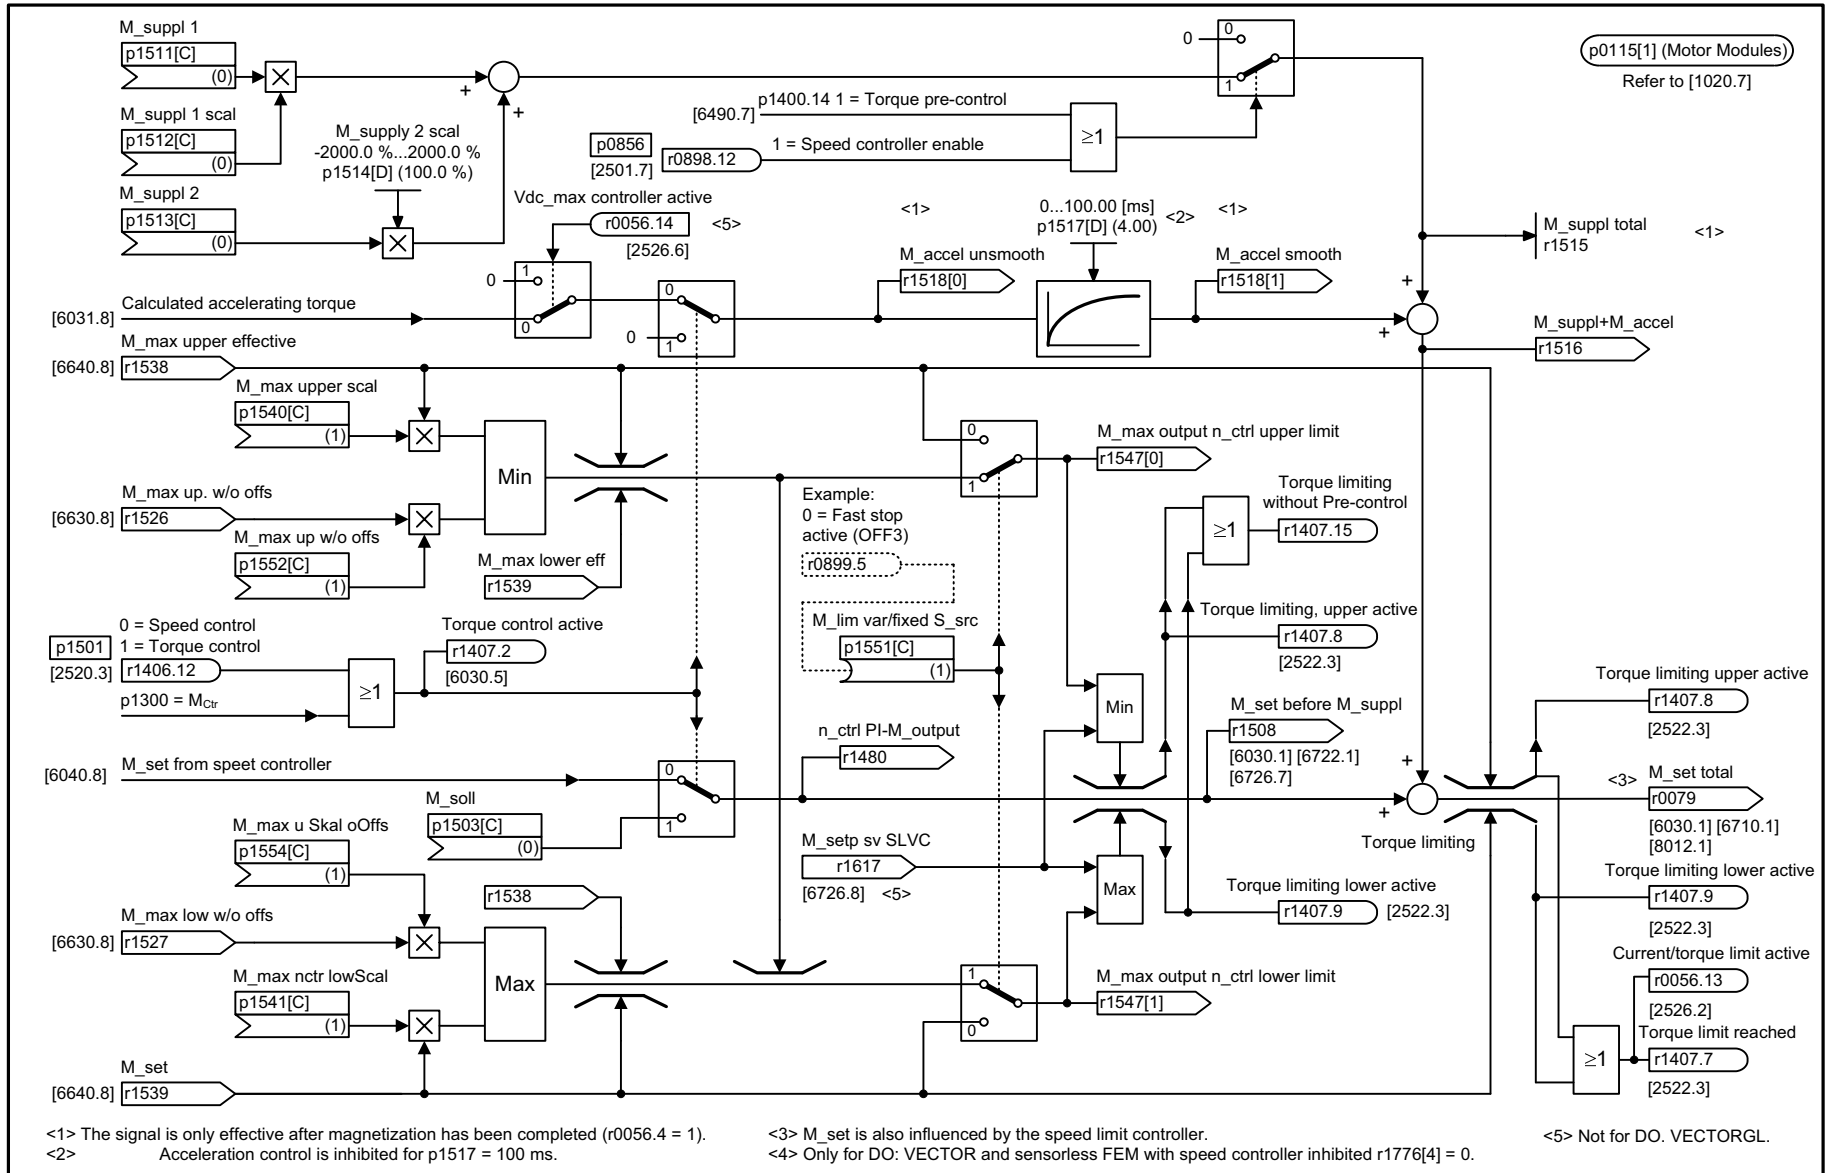 M_suppl 1
p1511[C]
(0)
M_suppl 1 scal
p1512[C]
(0)
M_suppl 2
p1513[C]
(0)
M_supply 2 scal
-2000.0 %...2000.0 %
p1514[D] (100.0 %)
+
+
0
0
1
p0115[1] (Motor Modules)
Refer to [1020.7]
p1400.14 1 = Torque pre-control
[6490.7]
≥1
p0856
[2501.7]
r0898.12
1 = Speed controller enable
Vdc_max controller active
r0056.14
<5>
[2526.6]
0
1
0
0
0
1
<1>
M_accel unsmooth
r1518[0]
0...100.00 [ms]
p1517[D] (4.00)
<2>
<1>
M_accel smooth
r1518[1]
M_suppl total
r1515
<1>
+
+
M_suppl+M_accel
r1516
Calculated accelerating torque
[6031.8]
M_max upper effective
[6640.8]
r1538
M_max upper scal
p1540[C]
(1)
Min
M_max up. w/o offs
[6630.8]
r1526
M_max up w/o offs
p1552[C]
(1)
M_max lower eff
r1539
0
1
M_max output n_ctrl upper limit
r1547[0]
Example:
0 = Fast stop
active (OFF3)
r0899.5
M_lim var/fixed S_src
p1551[C]
(1)
Torque limiting
without Pre-control
≥1
r1407.15
Torque limiting, upper active
r1407.8
[2522.3]
0 = Speed control
1 = Torque control
p1501
[2520.3]
r1406.12
p1300 = MCtr
≥1
Torque control active
r1407.2
[6030.5]
Min
M_set before M_suppl
r1508
[6030.1] [6722.1]
[6726.7]
Torque limiting upper active
r1407.8
[2522.3]
n_ctrl PI-M_output
r1480
[6040.8]
M_set from speet controller
0
1
M_soll
p1503[C]
(0)
+
+
<3>
M_set total
r0079
[6030.1] [6710.1]
[8012.1]
Torque limiting
M_max u Skal oOffs
p1554[C]
(1)
M_setp sv SLVC
r1617
[6726.8]
<5>
Max
Torque limiting lower active
r1407.9
[2522.3]
Torque limiting lower active
r1407.9
[2522.3]
r1538
M_max low w/o offs
[6630.8]
r1527
M_max nctr lowScal
p1541[C]
(1)
Max
1
0
M_max output n_ctrl lower limit
r1547[1]
Current/torque limit active
r0056.13
[2526.2]
Torque limit reached
≥1
r1407.7
[2522.3]
M_set
[6640.8]
r1539
<1> The signal is only effective after magnetization has been completed (r0056.4 = 1).
<2> Acceleration control is inhibited for p1517 = 100 ms.
<3> M_set is also influenced by the speed limit controller.
<4> Only for DO: VECTOR and sensorless FEM with speed controller inhibited r1776[4] = 0.
<5> Not for DO. VECTORGL.